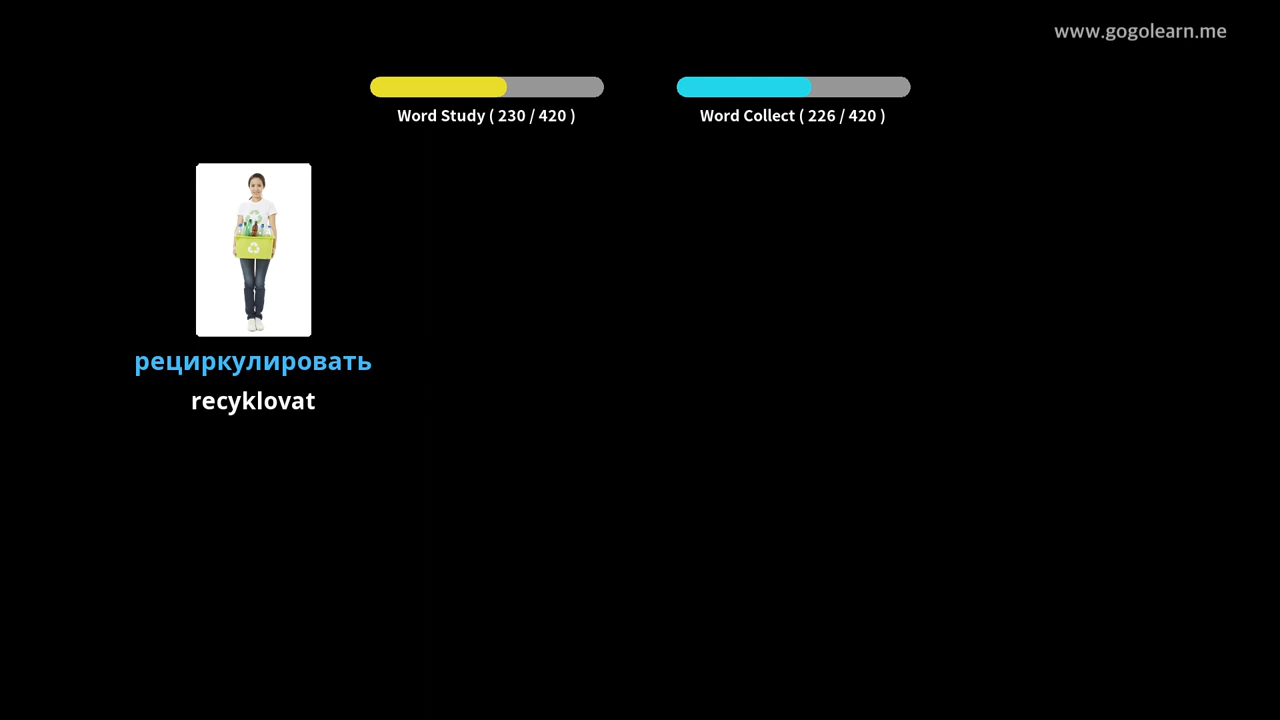 www.gogolearn.me
Word Study ( 230 / 420 )
Word Collect ( 226 / 420 )
рециркулировать
recyklovat